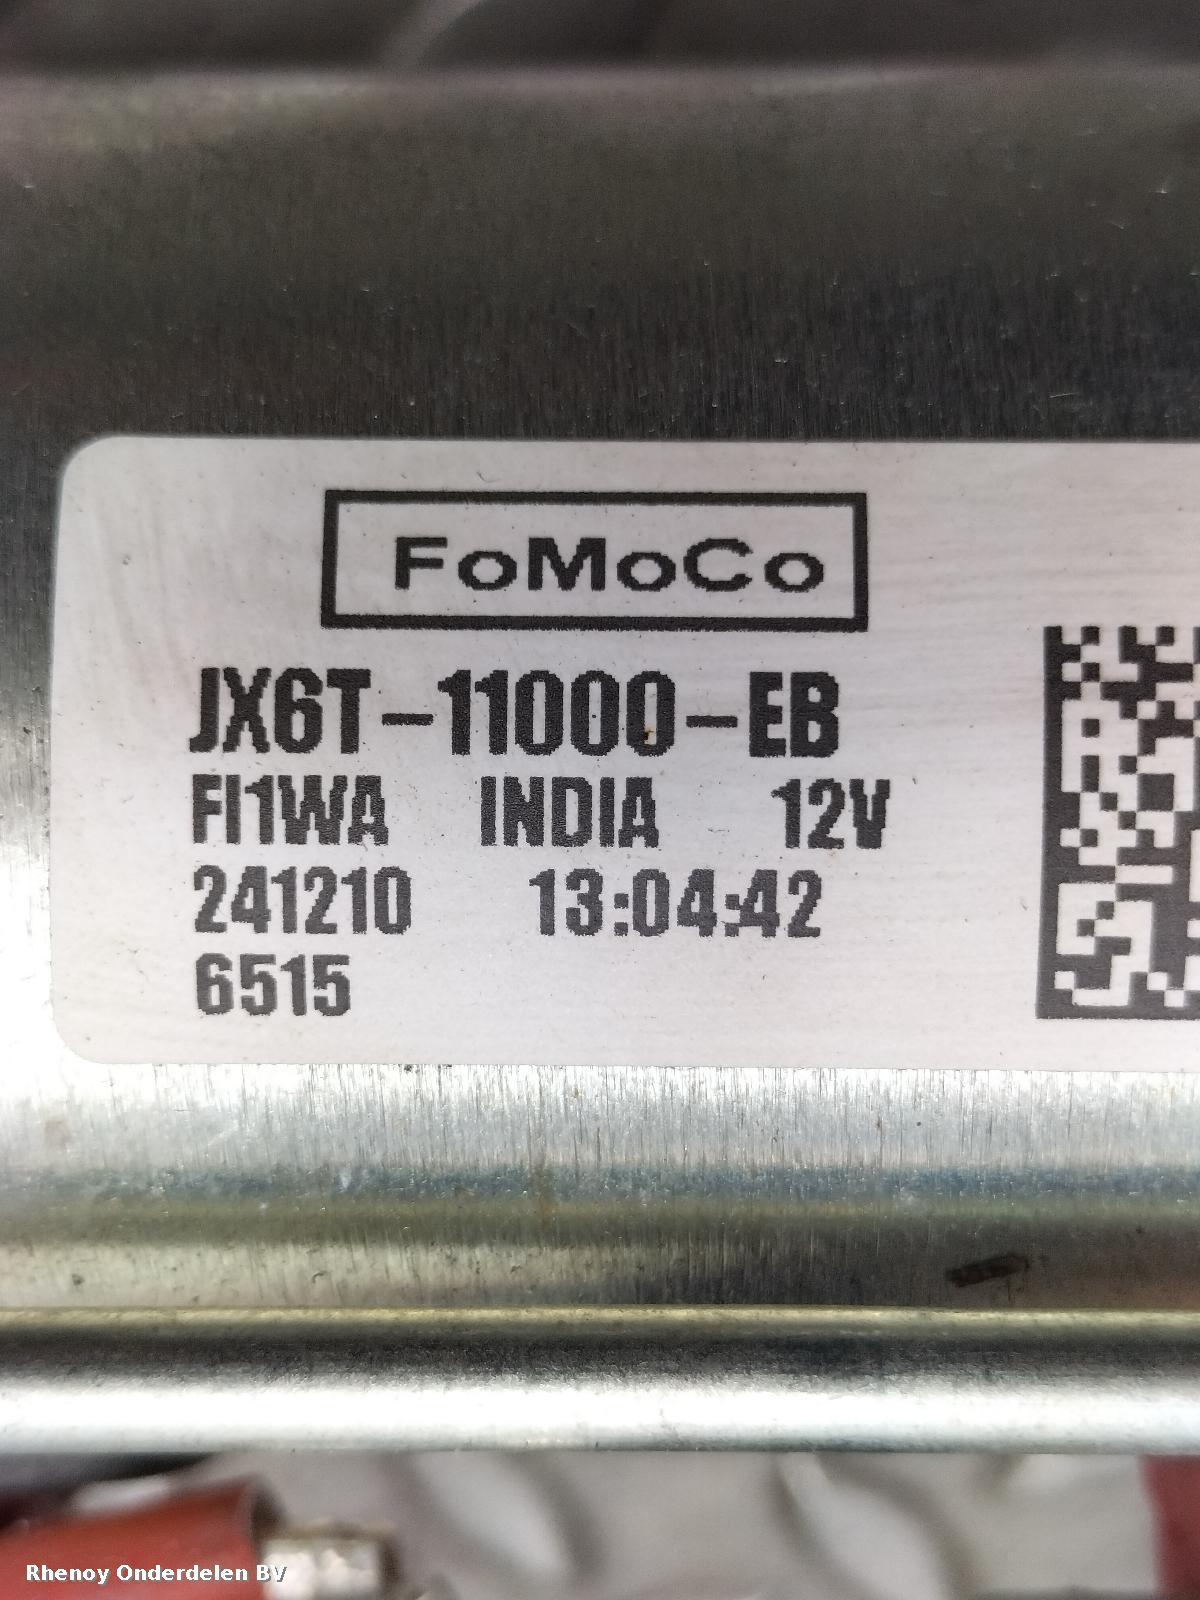 FoMoCo
JX6T-11000-EB
FI1WA INDIA 12V
241210 13:04:42
6515
Rhenoy Onderdelen BV